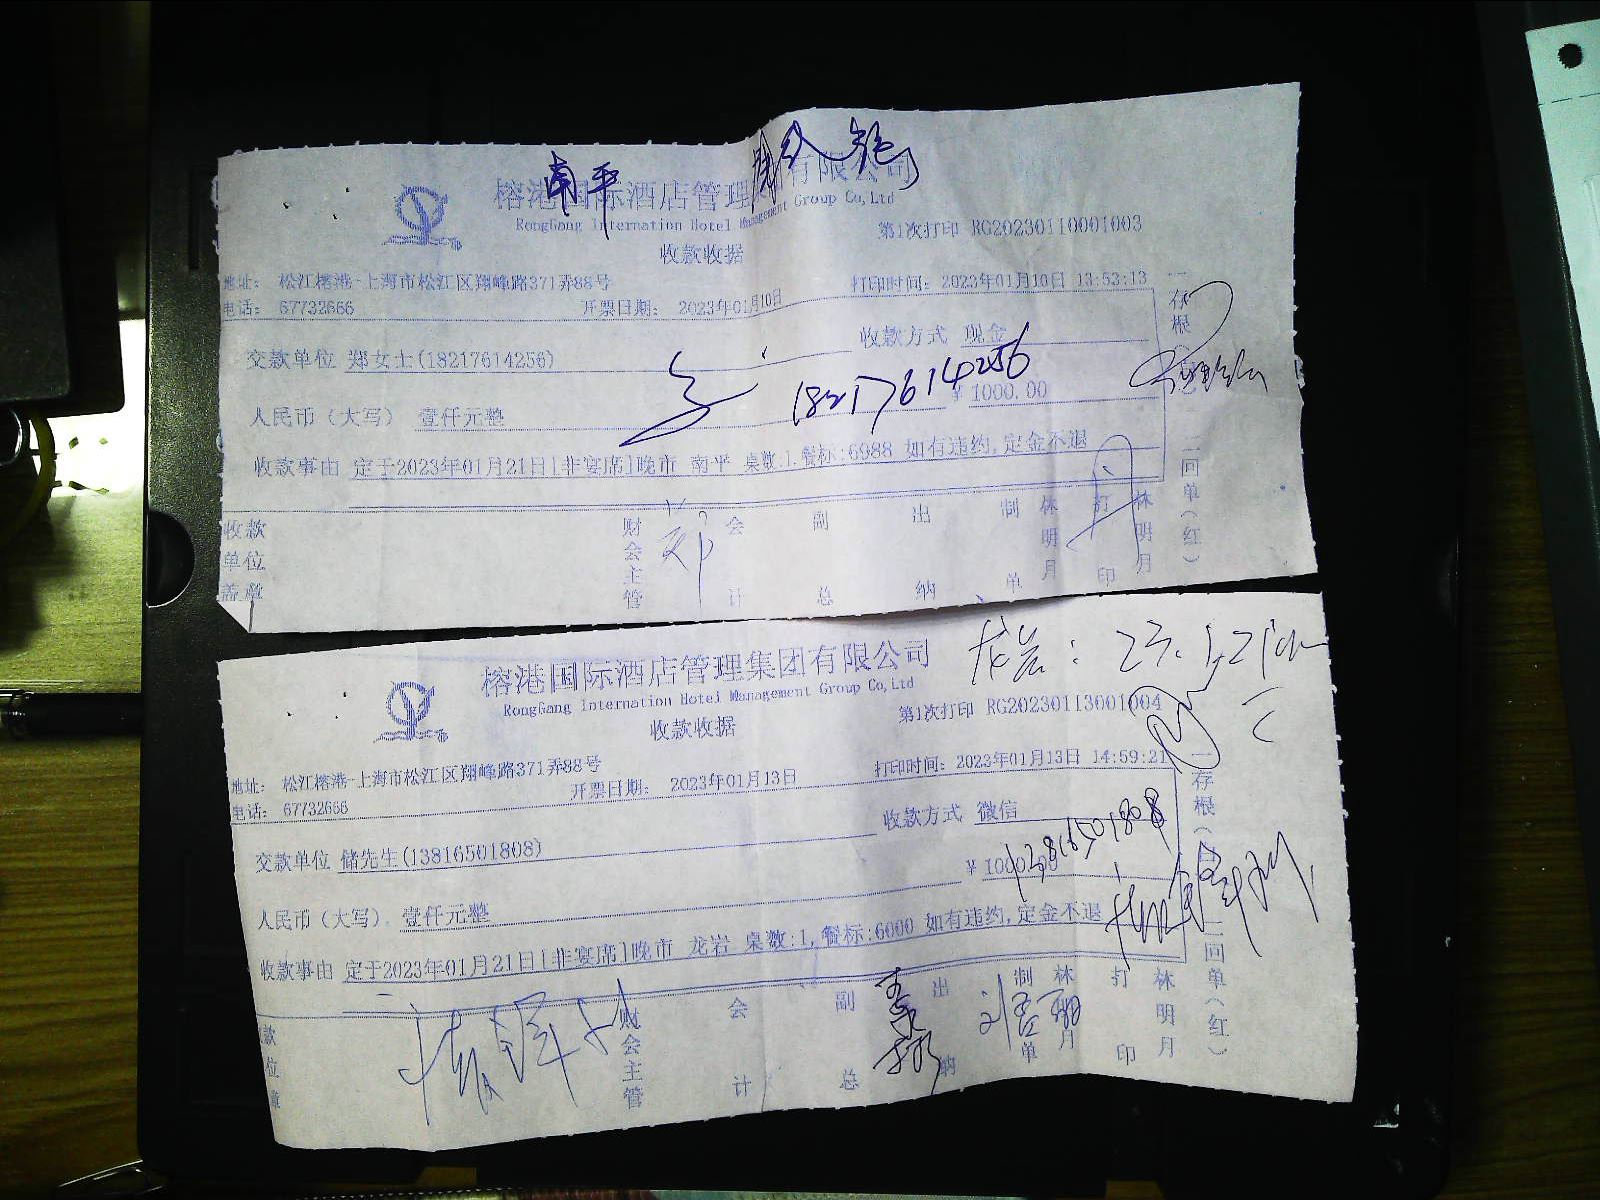 南平
榕港国际酒店管理集团有限公司
RongGang International Hotel Management Group Co,Ltd
第1次打印 RG20230110001003
收款收据
地址： 松江榕港-上海市松江区翔峰路371弄88号
打印时间：2023年01月10日 13:53:13
电话： 67732666 开票日期： 2023年01月10日
交款单位 郑女士(18217614256) 收款方式 现金
18217614256
人民币（大写） 壹仟元整 ￥1000.00
收款事由 定于2023年01月21日[非宴席]晚市 南平 桌数:1,餐标:6988 如有违约,定金不退
收款单位盖章 财会主管 会计 副总 出纳 制单 林明月 打印 林明月
一存根（ ）二回单（红）
龙岩：23.1,21
榕港国际酒店管理集团有限公司
RongGang International Hotel Management Group Co,Ltd
第1次打印 RG20230113001004
收款收据
地址： 松江榕港-上海市松江区翔峰路371弄88号
打印时间：2023年01月13日 14:59:21
电话： 67732666 开票日期： 2023年01月13日
交款单位 储先生(13816501808) 收款方式 微信
13816501808
人民币（大写） 壹仟元整 ￥1000.00
收款事由 定于2023年01月21日[非宴席]晚市 龙岩 桌数:1,餐标:6000 如有违约,定金不退
款位章 财会主管 会计 副总 出纳 制单 林明月 打印 林明月
一存根（ ）二回单（红）